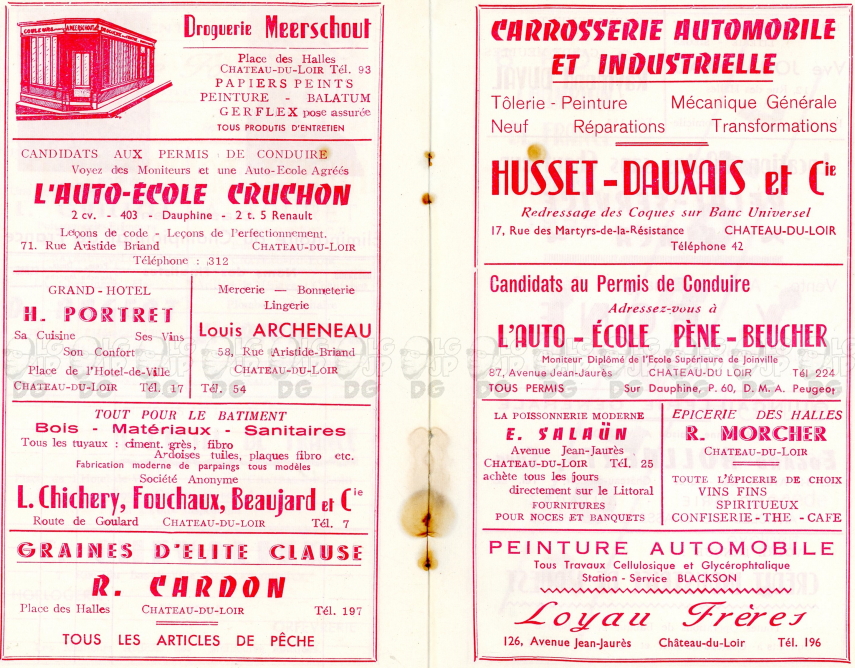 COULEURS MEERSCHOUT DROGUERIE
Droguerie Meerschout
Place des Halles
CHATEAU-DU-LOIR Tél. 93
PAPIERS PEINTS
PEINTURE - BALATUM
GERFLEX pose assurée
TOUS PRODUTIS D'ENTRETIEN
CANDIDATS AUX PERMIS DE CONDUIRE
Voyez des Moniteurs et une Auto-Ecole Agréés
L'AUTO-ÉCOLE CRUCHON
2 cv. - 403 - Dauphine - 2 t. 5 Renault
Leçons de code - Leçons de Perfectionnement.
71. Rue Aristide Briand CHATEAU-DU-LOIR
Téléphone : 312
GRAND-HOTEL
H. PORTRET
Sa Cuisine Ses Vins
Son Confort
Place de l'Hotel-de-Ville
CHATEAU-DU-LOIR Tél. 17
Mercerie — Bonneterie
Lingerie
Louis ARCHENEAU
58, Rue Aristide-Briand
CHATEAU-DU-LOIR
Tél. 54
TOUT POUR LE BATIMENT
Bois - Matériaux - Sanitaires
Tous les tuyaux : ciment. grès, fibro
Ardoises tuiles, plaques fibro etc.
Fabrication moderne de parpaings tous modèles
Société Anonyme
L. Chichery, Fouchaux, Beaujard et Cie
Route de Goulard CHATEAU-DU-LOIR Tél. 7
GRAINES D'ELITE CLAUSE
R. CARDON
Place des Halles CHATEAU-DU-LOIR Tél. 197
TOUS LES ARTICLES DE PÊCHE
CARROSSERIE AUTOMOBILE
ET INDUSTRIELLE
Tôlerie - Peinture Mécanique Générale
Neuf Réparations Transformations
HUSSET-DAUXAIS et Cie
Redressage des Coques sur Banc Universel
17, Rue des Martyrs-de-la-Résistance CHATEAU-DU-LOIR
Téléphone 42
Candidats au Permis de Conduire
Adressez-vous à
L'AUTO - ÉCOLE PÈNE - BEUCHER
Moniteur Diplômé de l'Ecole Supérieure de Joinville
87, Avenue Jean-Jaurès CHATEAU-DU LOIR Tél 224
TOUS PERMIS Sur Dauphine, P. 60, D. M. A. Peugeot
LA POISSONNERIE MODERNE
E. SALAÜN
Avenue Jean-Jaurès
CHATEAU-DU-LOIR Tél. 25
achète tous les jours
directement sur le Littoral
FOURNITURES
POUR NOCES ET BANQUETS
EPICERIE DES HALLES
R. MORCHER
CHATEAU-DU-LOIR
TOUTE L'ÉPICERIE DE CHOIX
VINS FINS
SPIRITUEUX
CONFISERIE - THE - CAFE
PEINTURE AUTOMOBILE
Tous Travaux Cellulosique et Glycérophtalique
Station - Service BLACKSON
Loyau Frères
126, Avenue Jean-Jaurès Château-du-Loir Tél. 196